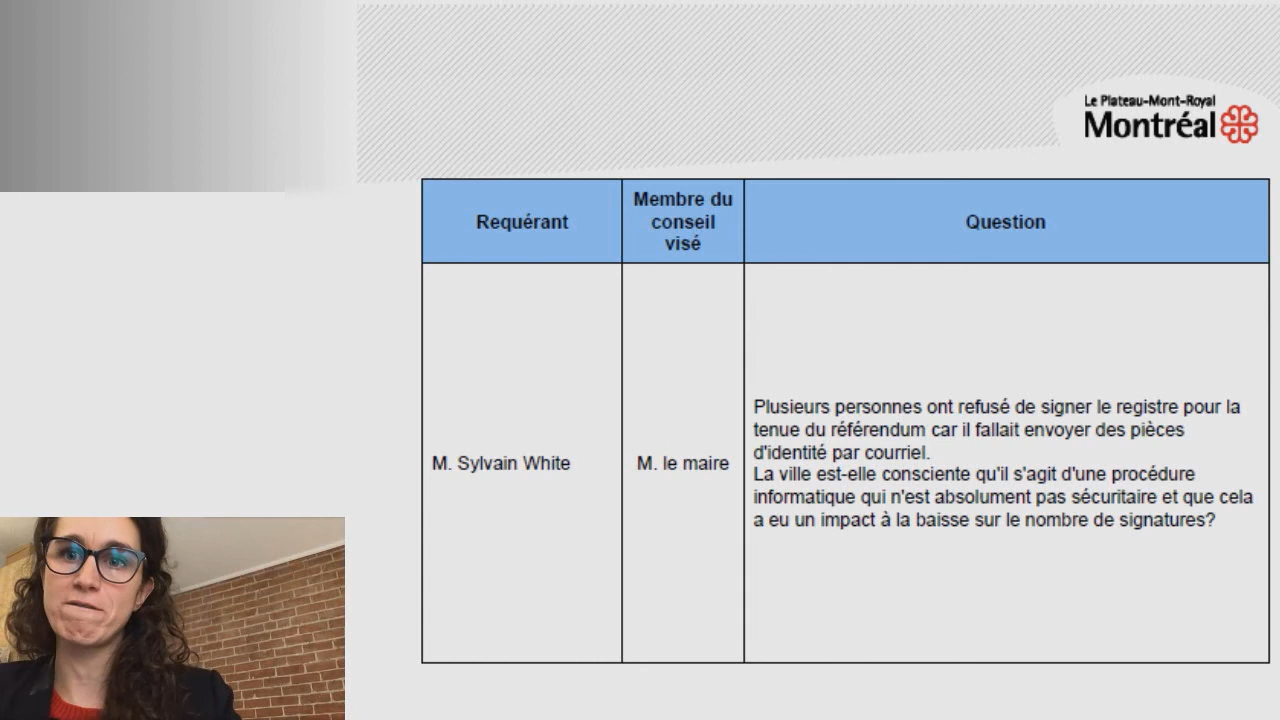 Le Plateau-Mont-Royal
Montréal
Requérant
Membre du
conseil
visé
Question
M. Sylvain White
M. le maire
Plusieurs personnes ont refusé de signer le registre pour la
tenue du référendum car il fallait envoyer des pièces
d'identité par courriel.
La ville est-elle consciente qu'il s'agit d'une procédure
informatique qui n'est absolument pas sécuritaire et que cela
a eu un impact à la baisse sur le nombre de signatures?